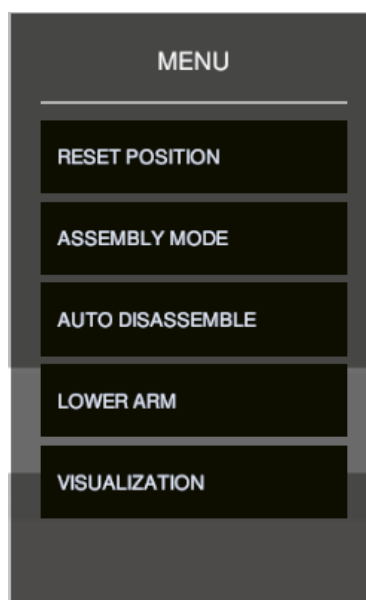 MENU
RESET POSITION
ASSEMBLY MODE
AUTO DISASSEMBLE
LOWER ARM
VISUALIZATION